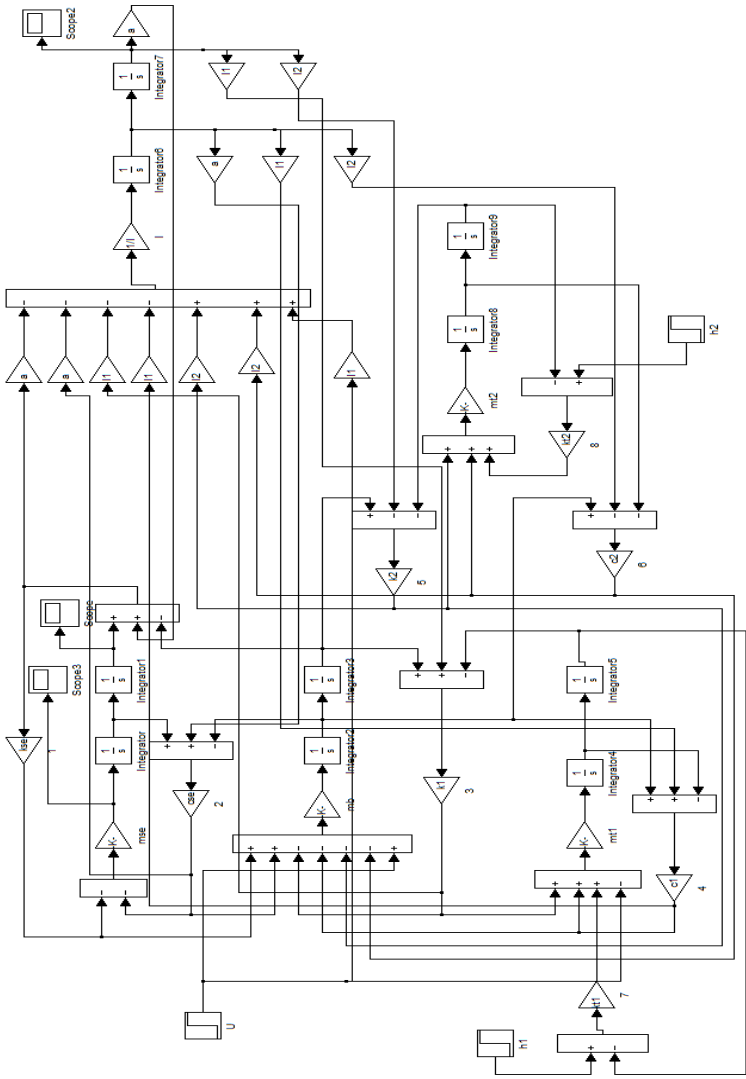 Scope2
a
1
s
Integrator7
l1
l2
1
s
Integrator6
a
l1
l2
1/I
I
1
s
Integrator9
- - - - + + +
1
s
Integrator8
h2
a
a
l1
l1
l2
l2
l1
- +
K-
mt2
kt2
8
+ + +
+ - -
+ - -
k2
5
c2
6
Scope
+ + -
Scope3
1
s
Integrator1
1
s
Integrator3
+ + -
1
s
Integrator5
kse
1
1
s
Integrator
+ + -
1
s
Integrator2
1
s
Integrator4
cse
2
k1
3
+ + -
K-
mse
K-
mb
K-
mt1
+ + - - - - +
- -
+ + + -
c1
4
kt1
7
U
h1
+ -